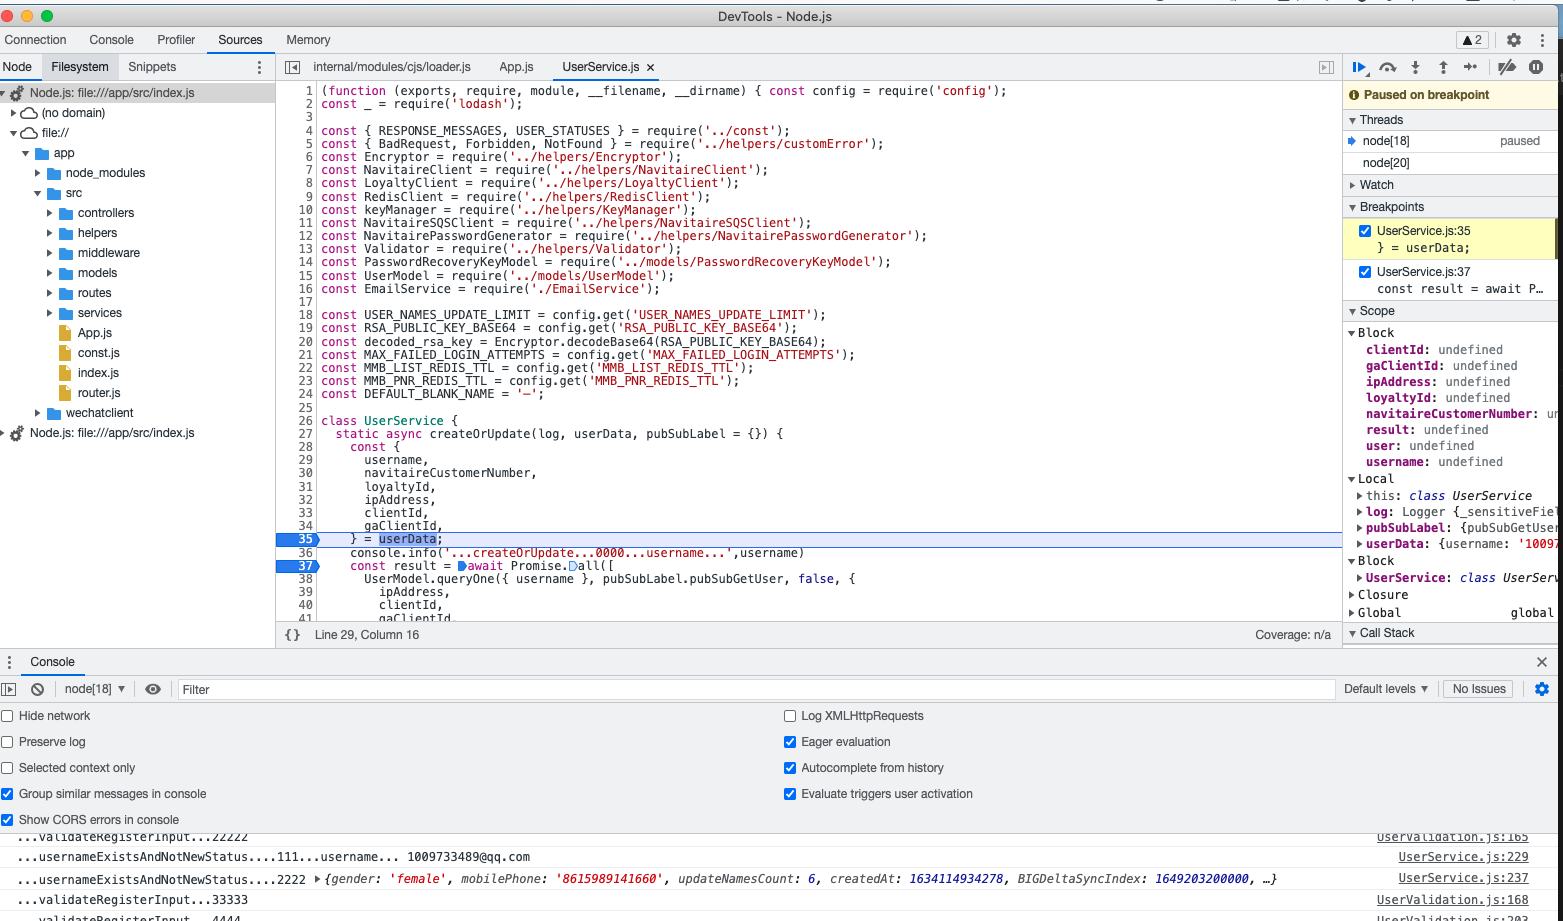 DevTools - Node.js
Connection Console Profiler Sources Memory ▲ 2
Node Filesystem Snippets
internal/modules/cjs/loader.js App.js UserService.js ×
Node.js: file:///app/src/index.js
(no domain)
file://
app
node_modules
src
controllers
helpers
middleware
models
routes
services
App.js
const.js
index.js
router.js
wechatclient
Node.js: file:///app/src/index.js
1 (function (exports, require, module, __filename, __dirname) { const config = require('config');
2 const _ = require('lodash');
3
4 const { RESPONSE_MESSAGES, USER_STATUSES } = require('../const');
5 const { BadRequest, Forbidden, NotFound } = require('../helpers/customError');
6 const Encryptor = require('../helpers/Encryptor');
7 const NavitaireClient = require('../helpers/NavitaireClient');
8 const LoyaltyClient = require('../helpers/LoyaltyClient');
9 const RedisClient = require('../helpers/RedisClient');
10 const keyManager = require('../helpers/KeyManager');
11 const NavitaireSQSClient = require('../helpers/NavitaireSQSClient');
12 const NavitairePasswordGenerator = require('../helpers/NavitairePasswordGenerator');
13 const Validator = require('../helpers/Validator');
14 const PasswordRecoveryKeyModel = require('../models/PasswordRecoveryKeyModel');
15 const UserModel = require('../models/UserModel');
16 const EmailService = require('./EmailService');
17
18 const USER_NAMES_UPDATE_LIMIT = config.get('USER_NAMES_UPDATE_LIMIT');
19 const RSA_PUBLIC_KEY_BASE64 = config.get('RSA_PUBLIC_KEY_BASE64');
20 const decoded_rsa_key = Encryptor.decodeBase64(RSA_PUBLIC_KEY_BASE64);
21 const MAX_FAILED_LOGIN_ATTEMPTS = config.get('MAX_FAILED_LOGIN_ATTEMPTS');
22 const MMB_LIST_REDIS_TTL = config.get('MMB_LIST_REDIS_TTL');
23 const MMB_PNR_REDIS_TTL = config.get('MMB_PNR_REDIS_TTL');
24 const DEFAULT_BLANK_NAME = '—';
25
26 class UserService {
27 static async createOrUpdate(log, userData, pubSubLabel = {}) {
28 const {
29 username,
30 navitaireCustomerNumber,
31 loyaltyId,
32 ipAddress,
33 clientId,
34 gaClientId,
35 } = userData;
36 console.info('...createOrUpdate...0000...username...',username)
37 const result = await Promise.all([
38 UserModel.queryOne({ username }, pubSubLabel.pubSubGetUser, false, {
39 ipAddress,
40 clientId,
41 gaClientId,
{} Line 29, Column 16 Coverage: n/a
Paused on breakpoint
Threads
node[18] paused
node[20]
Watch
Breakpoints
UserService.js:35
} = userData;
UserService.js:37
const result = await P…
Scope
Block
clientId: undefined
gaClientId: undefined
ipAddress: undefined
loyaltyId: undefined
navitaireCustomerNumber: un
result: undefined
user: undefined
username: undefined
Local
this: class UserService
log: Logger {_sensitiveFiel
pubSubLabel: {pubSubGetUser
userData: {username: '10097
Block
UserService: class UserServ
Closure
Global global
Call Stack
Console
node[18] ▼ Filter Default levels ▼ No Issues
Hide network Log XMLHttpRequests
Preserve log Eager evaluation
Selected context only Autocomplete from history
Group similar messages in console Evaluate triggers user activation
Show CORS errors in console
...validateRegisterInput...22222 UserValidation.js:165
...usernameExistsAndNotNewStatus....111...username... 1009733489@qq.com UserService.js:229
...usernameExistsAndNotNewStatus....2222 {gender: 'female', mobilePhone: '8615989141660', updateNamesCount: 6, createdAt: 1634114934278, BIGDeltaSyncIndex: 1649203200000, …} UserService.js:237
...validateRegisterInput...33333 UserValidation.js:168
...validateRegisterInput...4444 UserValidation.js:203